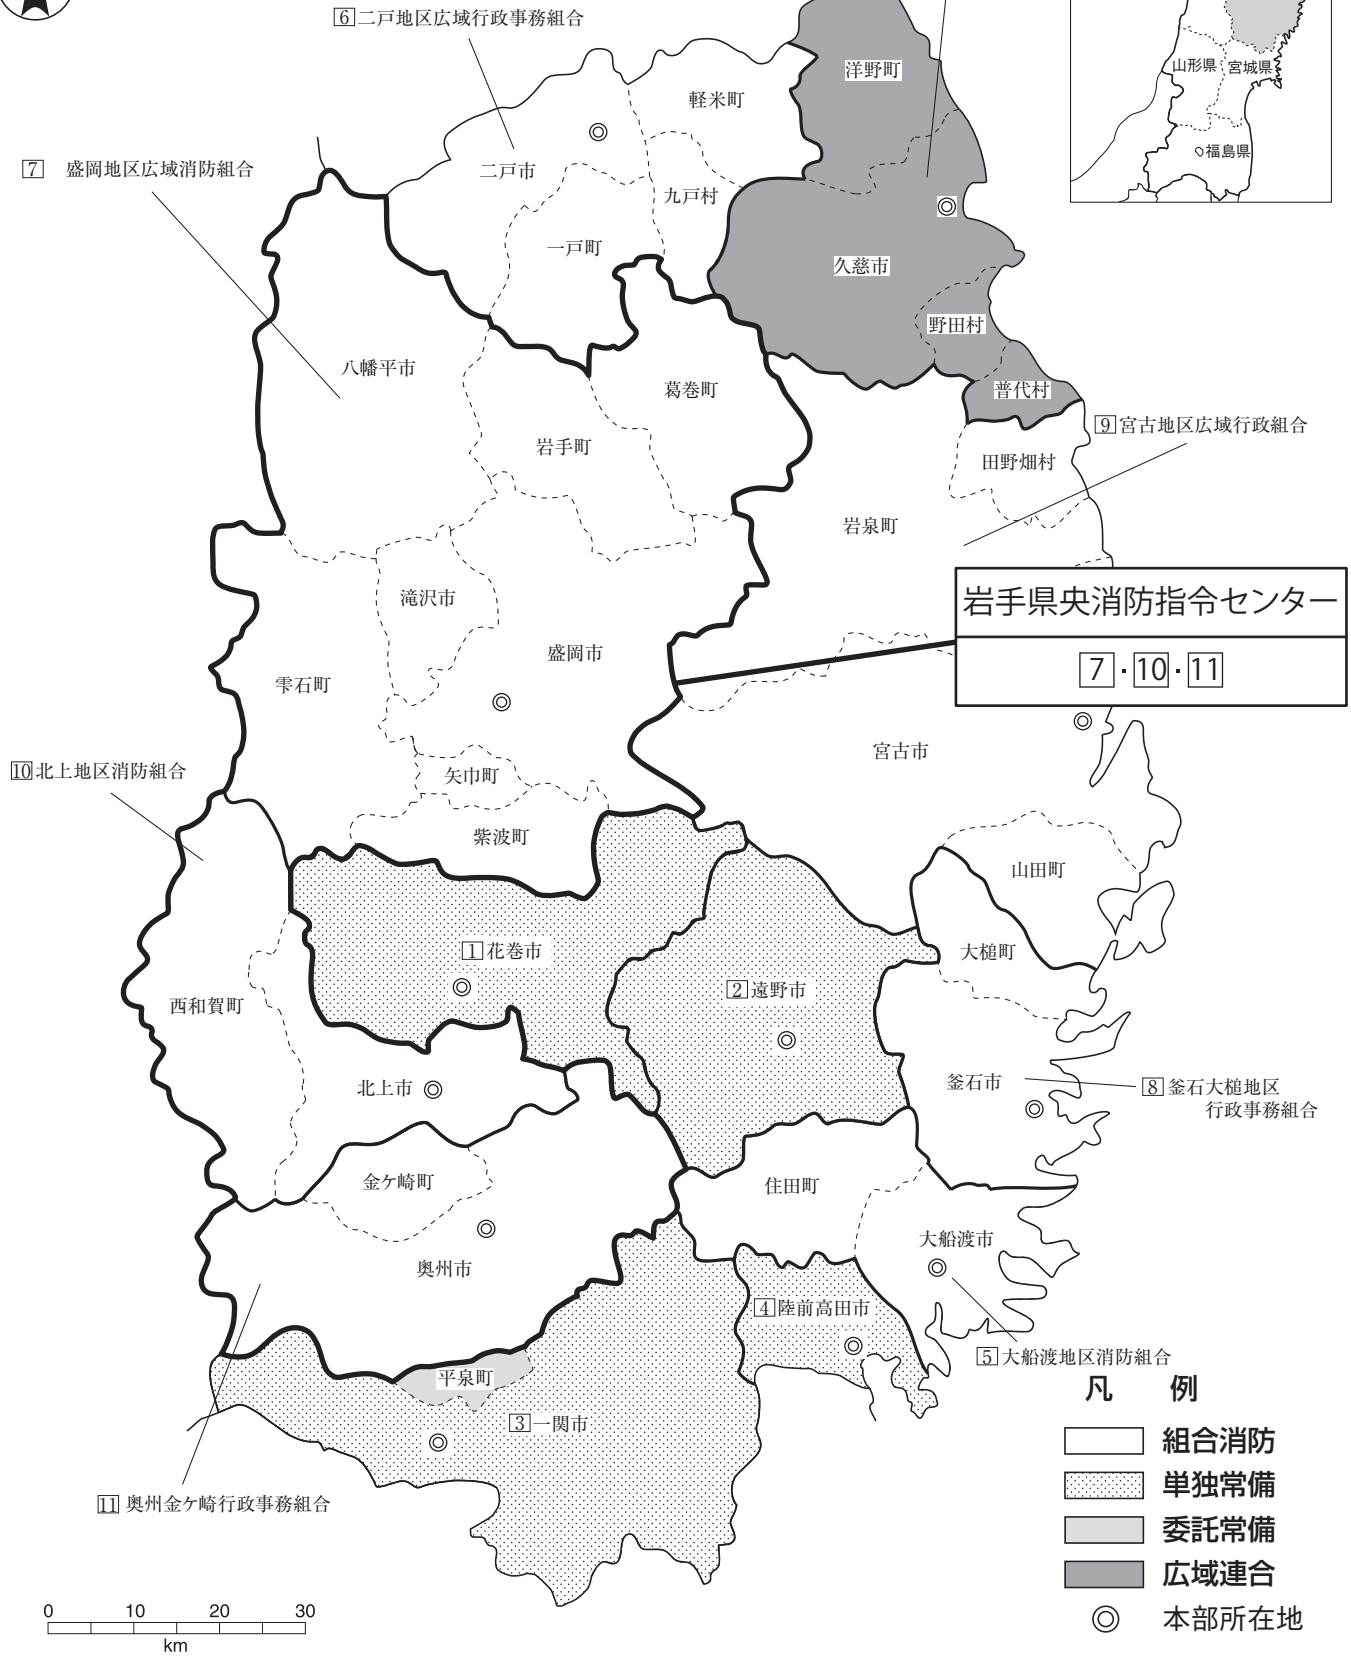 6 二戸地区広域行政事務組合
洋野町
山形県
宮城県
福島県
軽米町
7 盛岡地区広域消防組合
二戸市
九戸村
一戸町
久慈市
野田村
八幡平市
葛巻町
普代村
9 宮古地区広域行政組合
岩手町
田野畑村
岩泉町
滝沢市
岩手県央消防指令センター
7・10・11
盛岡市
雫石町
宮古市
10 北上地区消防組合
矢巾町
紫波町
山田町
1 花巻市
大槌町
2 遠野市
西和賀町
北上市
釜石市
8 釜石大槌地区
行政事務組合
金ケ崎町
住田町
大船渡市
奥州市
4 陸前高田市
5 大船渡地区消防組合
平泉町
3 一関市
11 奥州金ケ崎行政事務組合
凡 例
組合消防
単独常備
委託常備
広域連合
本部所在地
0 10 20 30
km